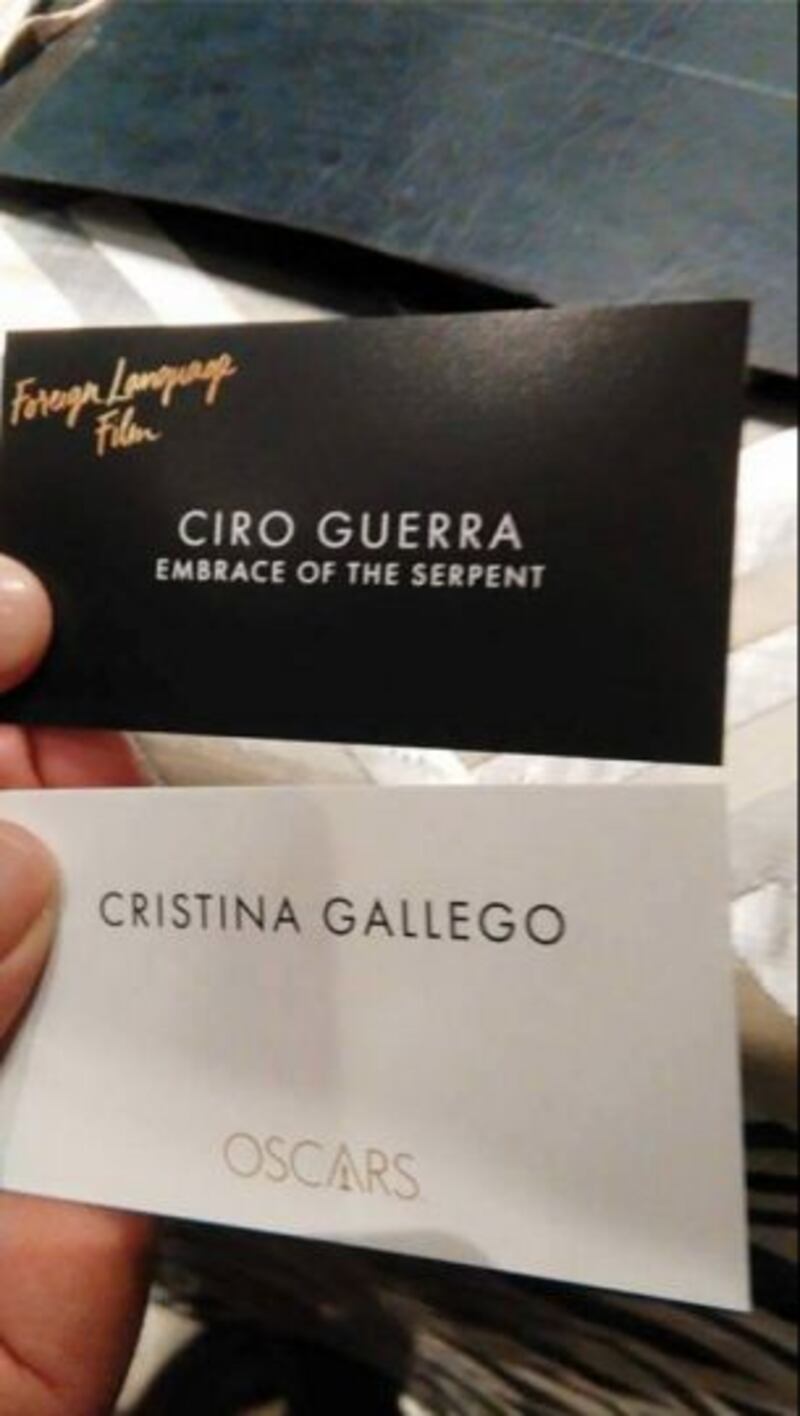 Foreign Language
Film
CIRO GUERRA
EMBRACE OF THE SERPENT
CRISTINA GALLEGO
OSCARS